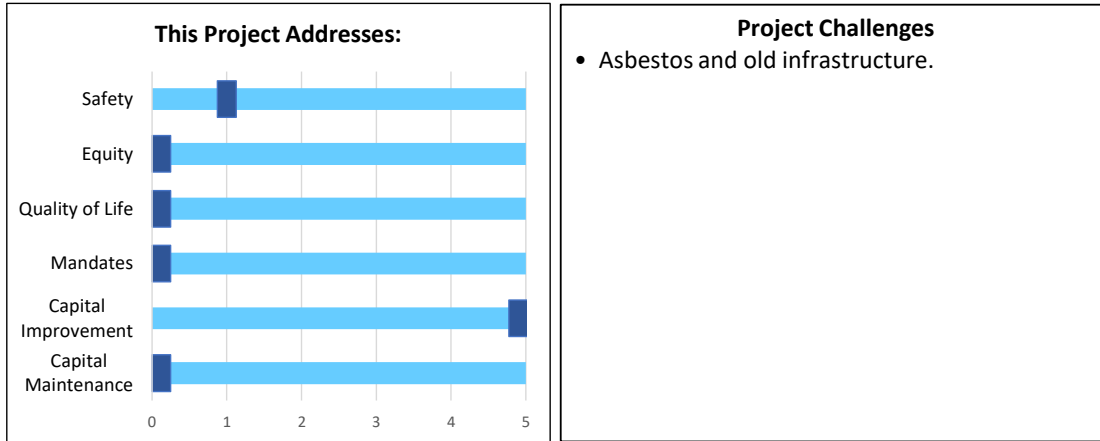 This Project Addresses:
Safety
Equity
Quality of Life
Mandates
Capital
Improvement
Capital
Maintenance
0 1 2 3 4 5
Project Challenges
• Asbestos and old infrastructure.